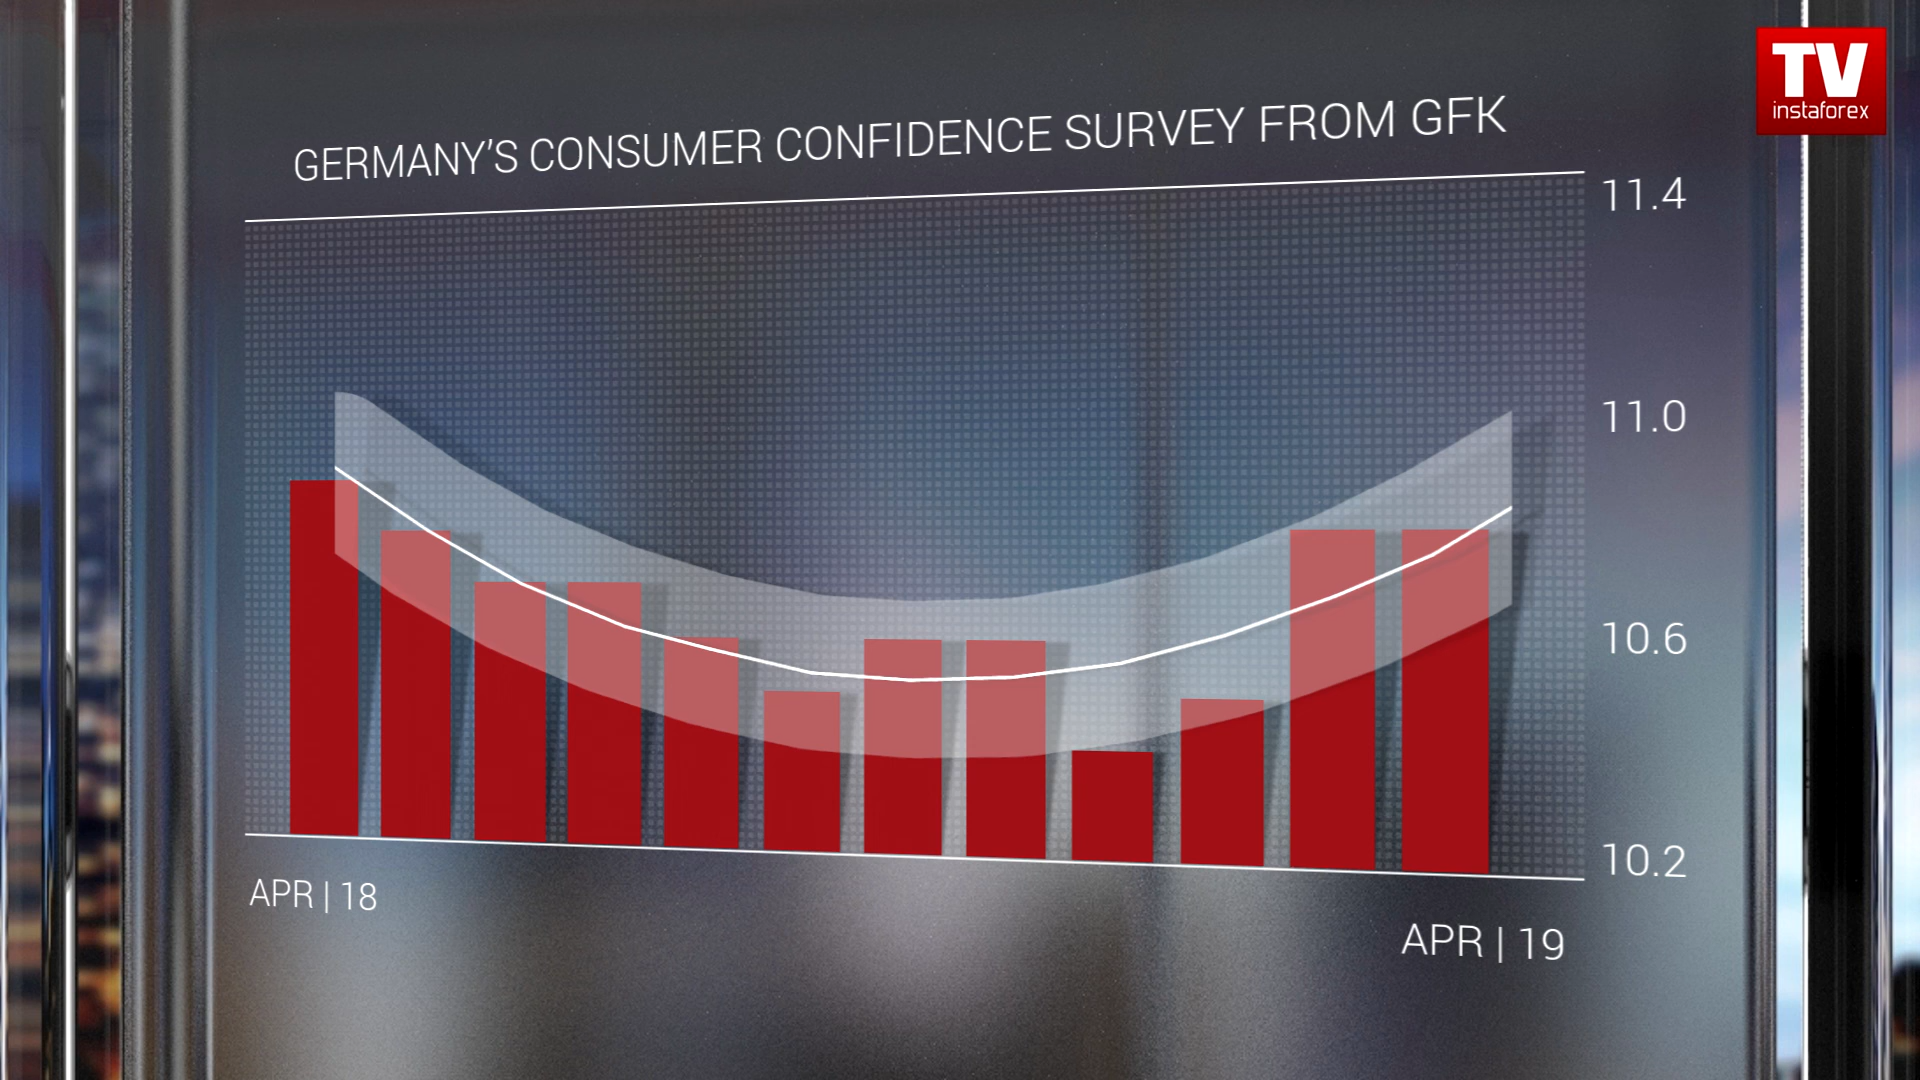 TV
instaforex
GERMANY'S CONSUMER CONFIDENCE SURVEY FROM GFK
11.4
11.0
10.6
10.2
APR | 18
APR | 19